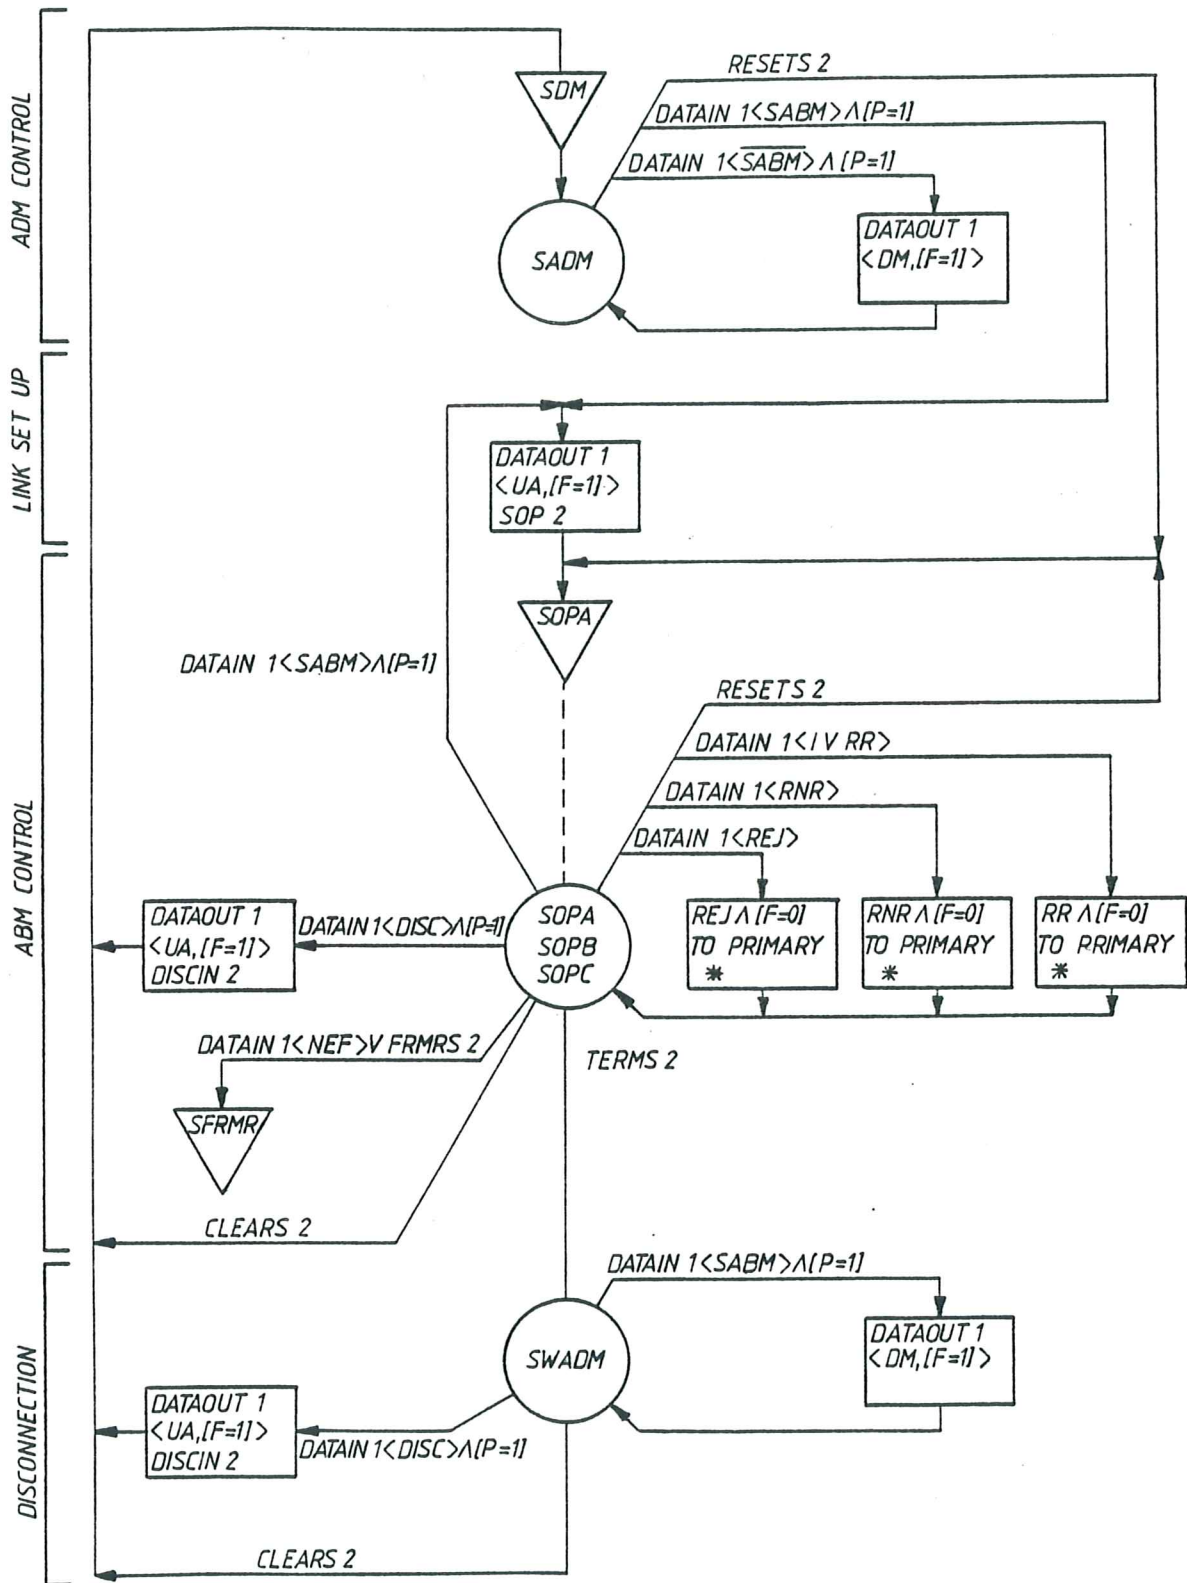 ADM CONTROL
SDM
RESETS 2
DATAIN 1<SABM>Λ[P=1]
DATAIN 1<S̅A̅B̅M̅>Λ[P=1]
SADM
DATAOUT 1
<DM,[F=1]>
LINK SET UP
DATAOUT 1
<UA,[F=1]>
SOP 2
ABM CONTROL
SOPA
DATAIN 1<SABM>Λ[P=1]
RESETS 2
DATAIN 1<I V RR>
DATAIN 1<RNR>
DATAIN 1<REJ>
DATAOUT 1
<UA,[F=1]>
DISCIN 2
DATAIN 1<DISC>Λ[P=1]
SOPA
SOPB
SOPC
REJ Λ[F=0]
TO PRIMARY
*
RNR Λ[F=0]
TO PRIMARY
*
RR Λ[F=0]
TO PRIMARY
*
DATAIN 1<NEF>V FRMRS 2
TERMS 2
SFRMR
CLEARS 2
DISCONNECTION
DATAIN 1<SABM>Λ[P=1]
SWADM
DATAOUT 1
<DM,[F=1]>
DATAOUT 1
<UA,[F=1]>
DISCIN 2
DATAIN 1<DISC>Λ[P=1]
CLEARS 2